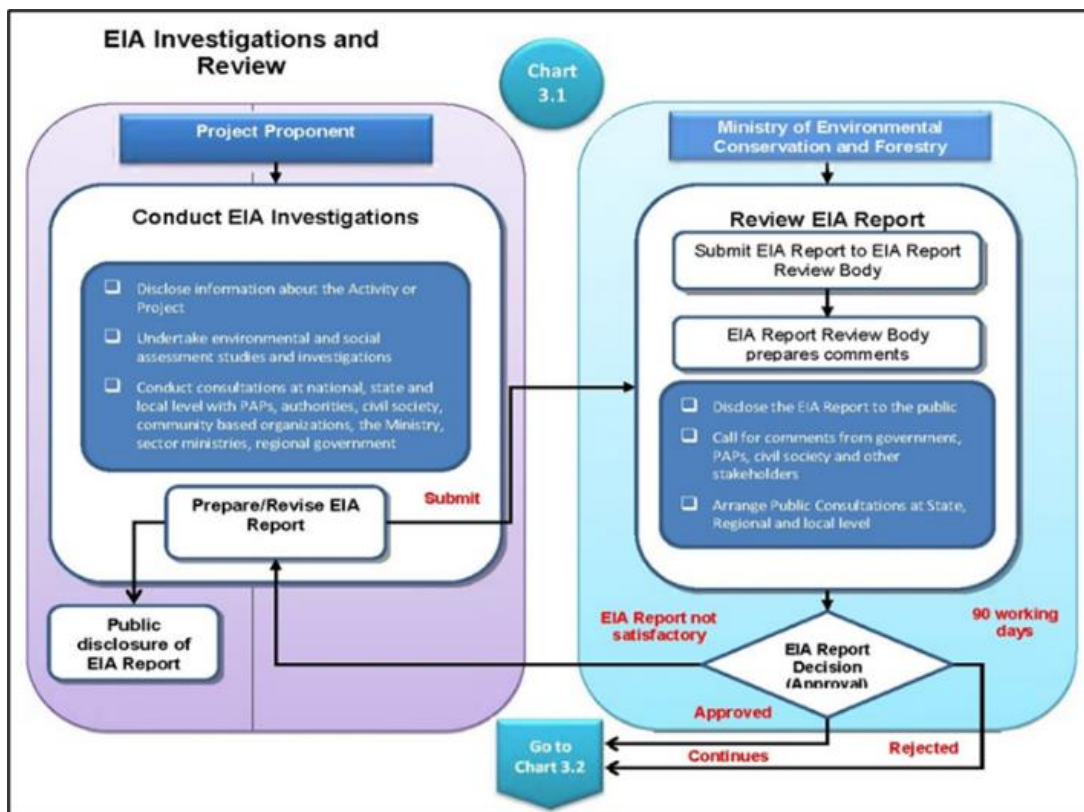 EIA Investigations and
Review
Chart
3.1
Project Proponent
Conduct EIA Investigations
❑ Disclose information about the Activity or
Project
❑ Undertake environmental and social
assessment studies and investigations
❑ Conduct consultations at national, state and
local level with PAPs, authorities, civil society,
community based organizations, the Ministry,
sector ministries, regional government
Prepare/Revise EIA
Report
Submit
Public
disclosure of
EIA Report
Ministry of Environmental
Conservation and Forestry
Review EIA Report
Submit EIA Report to EIA Report
Review Body
EIA Report Review Body
prepares comments
❑ Disclose the EIA Report to the public
❑ Call for comments from government,
PAPs, civil society and other
stakeholders
❑ Arrange Public Consultations at State,
Regional and local level
EIA Report not
satisfactory
90 working
days
EIA Report
Decision
(Approval)
Approved
Continues
Rejected
Go to
Chart 3.2